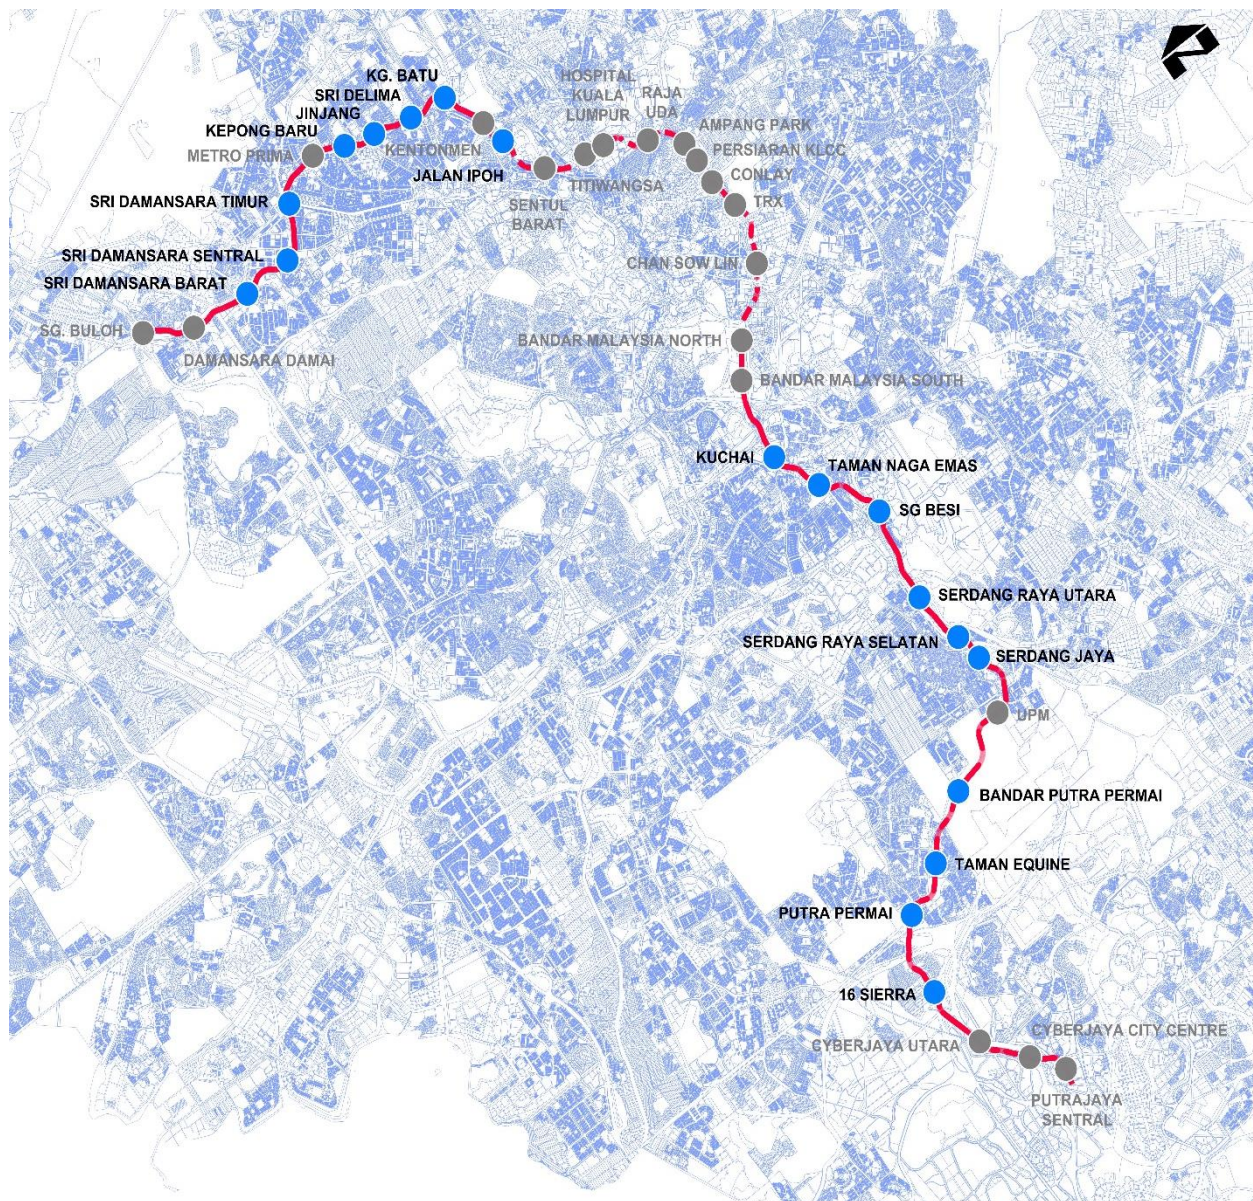 KG. BATU
SRI DELIMA
JINJANG
KEPONG BARU
METRO PRIMA
KENTONMEN
JALAN IPOH
SENTUL
BARAT
TITIWANGSA
HOSPITAL
KUALA
LUMPUR
RAJA
UDA
AMPANG PARK
PERSIARAN KLCC
CONLAY
TRX
SRI DAMANSARA TIMUR
SRI DAMANSARA SENTRAL
SRI DAMANSARA BARAT
SG. BULOH
DAMANSARA DAMAI
CHAN SOW LIN
BANDAR MALAYSIA NORTH
BANDAR MALAYSIA SOUTH
KUCHAI
TAMAN NAGA EMAS
SG BESI
SERDANG RAYA UTARA
SERDANG RAYA SELATAN
SERDANG JAYA
UPM
BANDAR PUTRA PERMAI
TAMAN EQUINE
PUTRA PERMAI
16 SIERRA
CYBERJAYA UTARA
CYBERJAYA CITY CENTRE
PUTRAJAYA
SENTRAL